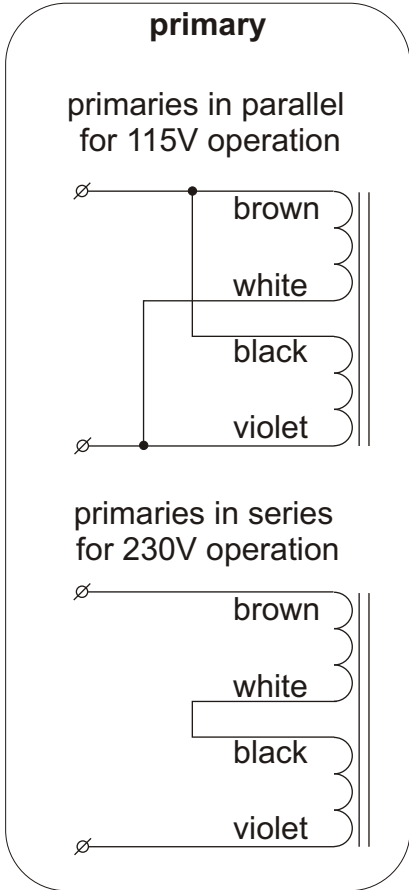 primary
primaries in parallel
for 115V operation
brown
white
black
violet
primaries in series
for 230V operation
brown
white
black
violet